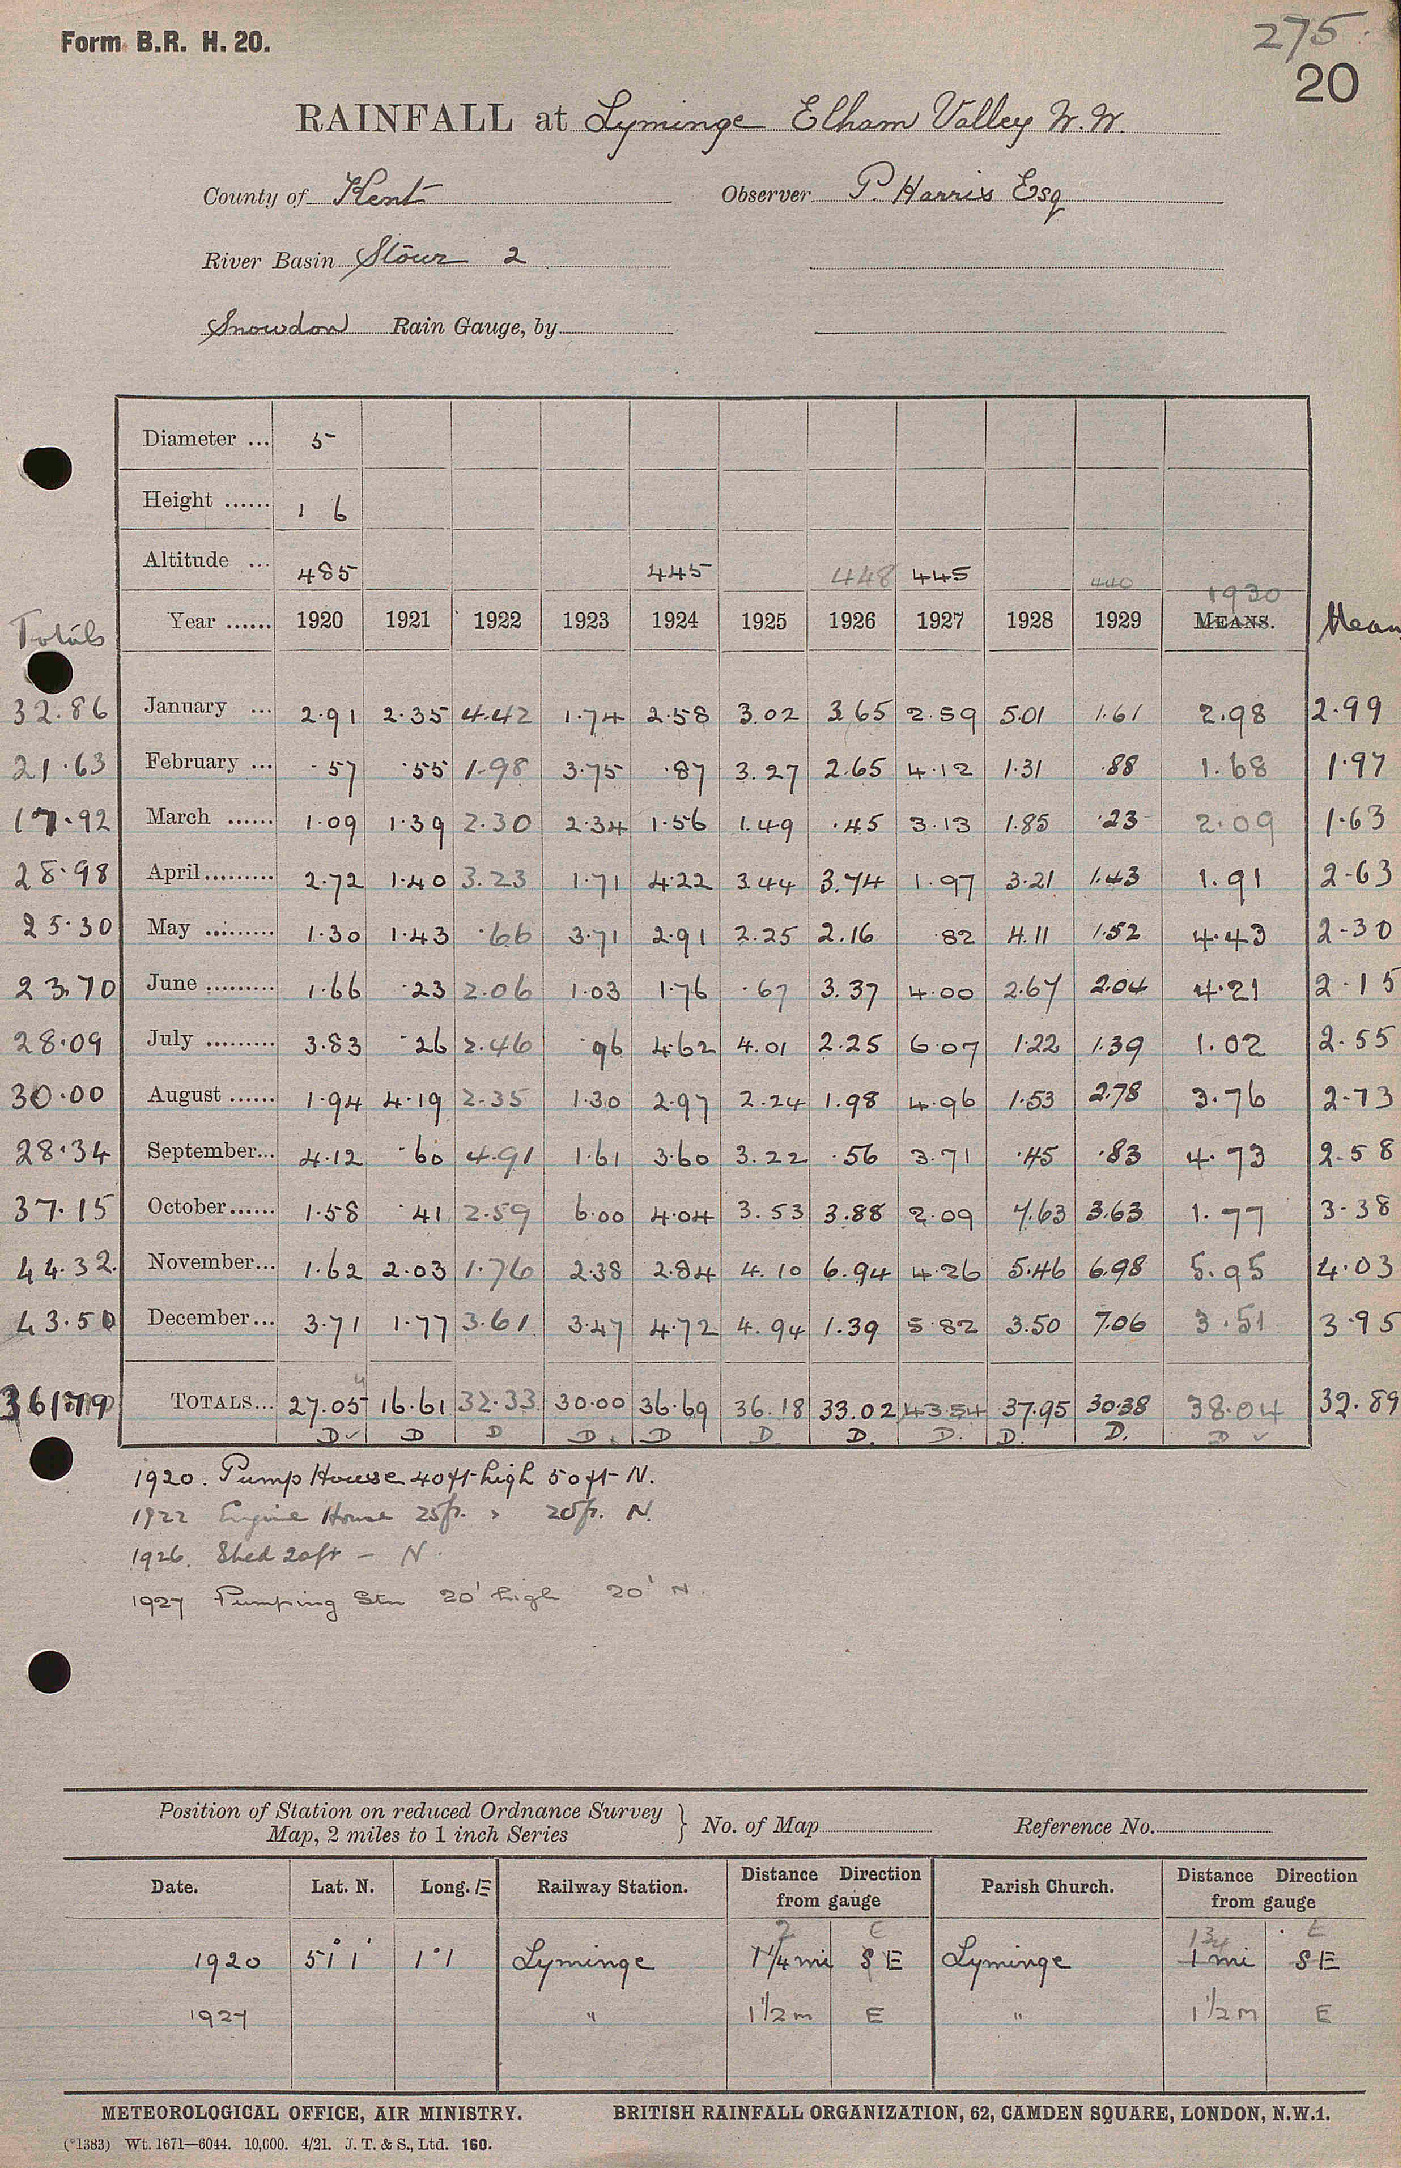 Form B.R. H. 20.
275
20
RAINFALL at Lyminge Elham Valley W.W.
County of Kent Observer P. Harris Esq
River Basin Stour 2
Snowdon Rain Gauge, by
Diameter ... 5
Height ...... 1 6
Altitude ... 485 445 448 445 440
Totals Year ...... 1920 1921 1922 1923 1924 1925 1926 1927 1928 1929 1930 MEANS. Mean
32.86 January ... 2.91 2.35 4.42 1.74 2.58 3.02 3.65 2.59 5.01 1.61 2.98 2.99
21.63 February ... .57 .55 1.98 3.75 .87 3.27 2.65 4.12 1.31 .88 1.68 1.97
17.92 March ...... 1.09 1.39 2.30 2.34 1.56 1.49 .45 3.13 1.85 .23 2.09 1.63
28.98 April......... 2.72 1.40 3.23 1.71 4.22 3.44 3.74 1.97 3.21 1.43 1.91 2.63
25.30 May ......... 1.30 1.43 .66 3.71 2.91 2.25 2.16 .82 4.11 1.52 4.43 2.30
23.70 June ......... 1.66 .23 2.06 1.03 1.76 .67 3.37 4.00 2.67 2.04 4.21 2.15
28.09 July ......... 3.83 .26 2.46 .96 4.62 4.01 2.25 6.07 1.22 1.39 1.02 2.55
30.00 August ...... 1.94 4.19 2.35 1.30 2.97 2.24 1.98 4.96 1.53 2.78 3.76 2.73
28.34 September... 4.12 .60 4.91 1.61 3.60 3.22 .56 3.71 .45 .83 4.73 2.58
37.15 October...... 1.58 .41 2.59 6.00 4.04 3.53 3.88 2.09 7.63 3.63 1.77 3.38
44.32 November... 1.62 2.03 1.76 2.38 2.84 4.10 6.94 4.26 5.46 6.98 5.95 4.03
43.50 December... 3.71 1.77 3.61 3.47 4.72 4.94 1.39 5.82 3.50 7.06 3.51 3.95
361.79 TOTALS... 27.05 16.61 32.33 30.00 36.69 36.18 33.02 43.54 37.95 30.38 38.04 32.89
D ✓ D D D. D D. D. D. D. D. D ✓
1920. Pump House 40ft high 50ft N.
1922 Engine House 25ft. " 20ft. N.
1926. Shed 20ft – N.
1927 Pumping Stn 20' high 20' N.
Position of Station on reduced Ordnance Survey Map, 2 miles to 1 inch Series } No. of Map Reference No.
Date. Lat. N. Long. E Railway Station. Distance Direction from gauge Parish Church. Distance Direction from gauge
2 E 1 3/4 E
1920 51° 1' 1° 1 Lyminge 1 1/4 mi S E Lyminge 1 mi S E
1927 " 1 1/2 m E " 1 1/2 m E
METEOROLOGICAL OFFICE, AIR MINISTRY. BRITISH RAINFALL ORGANIZATION, 62, CAMDEN SQUARE, LONDON, N.W.1.
(*1383) Wt. 1671—6044. 10,000. 4/21. J. T. & S., Ltd. 160.